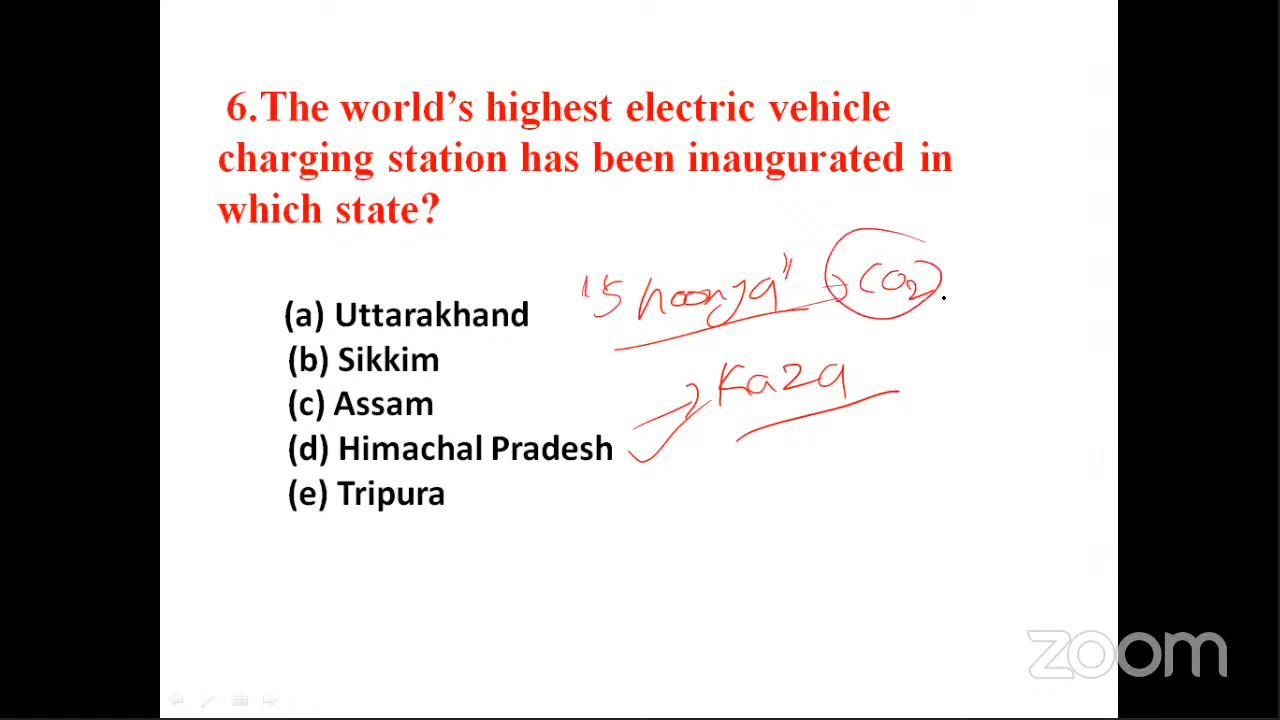 6.The world's highest electric vehicle
charging station has been inaugurated in
which state?
"Shoonya" → CO2
(a) Uttarakhand
(b) Sikkim
Kaza
(c) Assam
(d) Himachal Pradesh
(e) Tripura
zoom